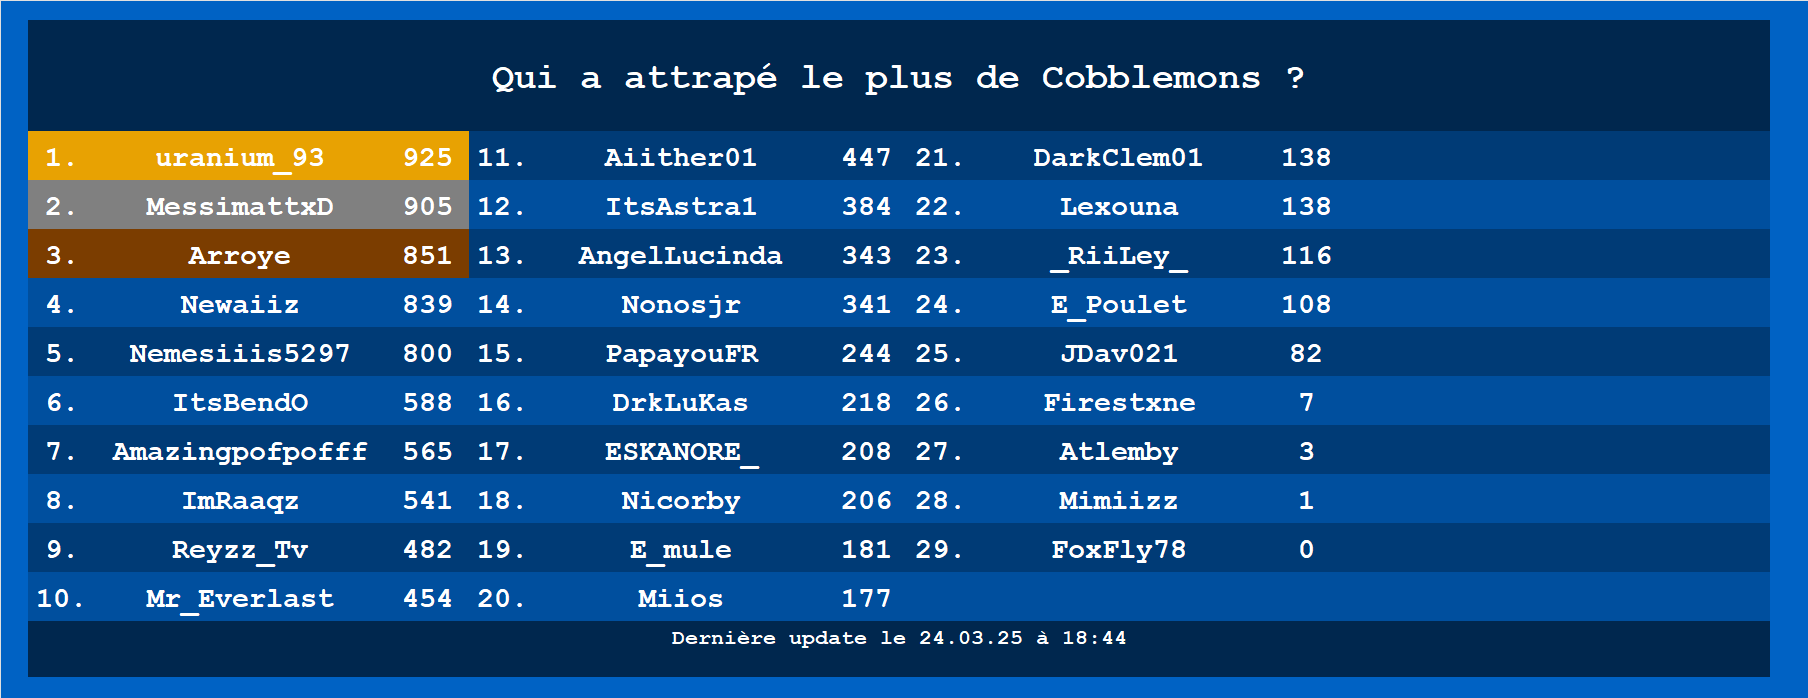 Qui a attrapé le plus de Cobblemons ?
1. uranium_93 925 11. Aiither01 447 21. DarkClem01 138
2. MessimattxD 905 12. ItsAstra1 384 22. Lexouna 138
3. Arroye 851 13. AngelLucinda 343 23. _RiiLey_ 116
4. Newaiiz 839 14. Nonosjr 341 24. E_Poulet 108
5. Nemesiiis5297 800 15. PapayouFR 244 25. JDav021 82
6. ItsBendO 588 16. DrkLuKas 218 26. Firestxne 7
7. Amazingpofpofff 565 17. ESKANORE_ 208 27. Atlemby 3
8. ImRaaqz 541 18. Nicorby 206 28. Mimiizz 1
9. Reyzz_Tv 482 19. E_mule 181 29. FoxFly78 0
10. Mr_Everlast 454 20. Miios 177
Dernière update le 24.03.25 à 18:44